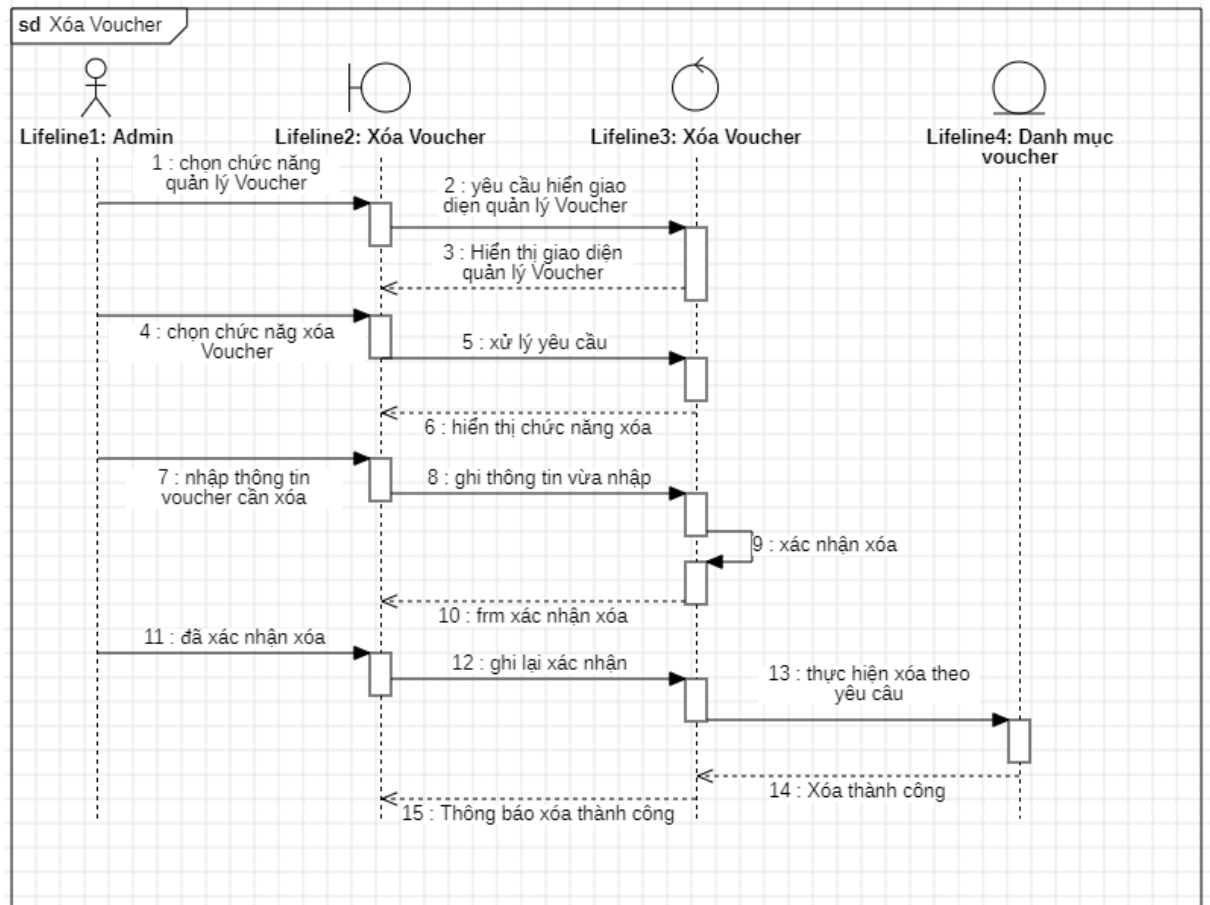 sd Xóa Voucher
Lifeline1: Admin
Lifeline2: Xóa Voucher
Lifeline3: Xóa Voucher
Lifeline4: Danh mục
voucher
1 : chọn chức năng
quản lý Voucher
2 : yêu cầu hiển giao
diẹn quản lý Voucher
3 : Hiển thị giao diện
quản lý Voucher
4 : chọn chức năg xóa
Voucher
5 : xử lý yêu cầu
6 : hiển thị chức năng xóa
7 : nhập thông tin
voucher cần xóa
8 : ghi thông tin vừa nhập
9 : xác nhận xóa
10 : frm xác nhận xóa
11 : đã xác nhận xóa
12 : ghi lại xác nhận
13 : thực hiện xóa theo
yêu câu
14 : Xóa thành công
15 : Thông báo xóa thành công